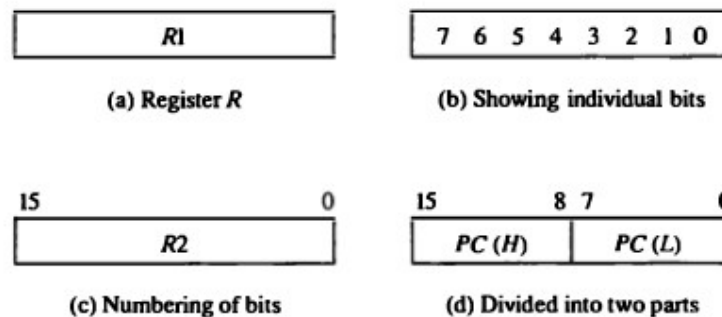 R1
7 6 5 4 3 2 1 0
(a) Register R
(b) Showing individual bits
15 0
15 8 7
R2
PC (H) PC (L)
(c) Numbering of bits
(d) Divided into two parts